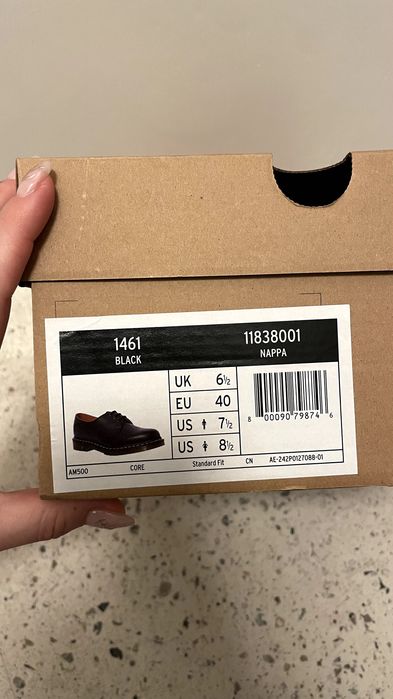 1461 11838001
BLACK NAPPA
UK 6½
EU 40
US 7½
US 8½
8 00090 79874 6
AM500 CORE Standard Fit CN AE-242P0127088-01